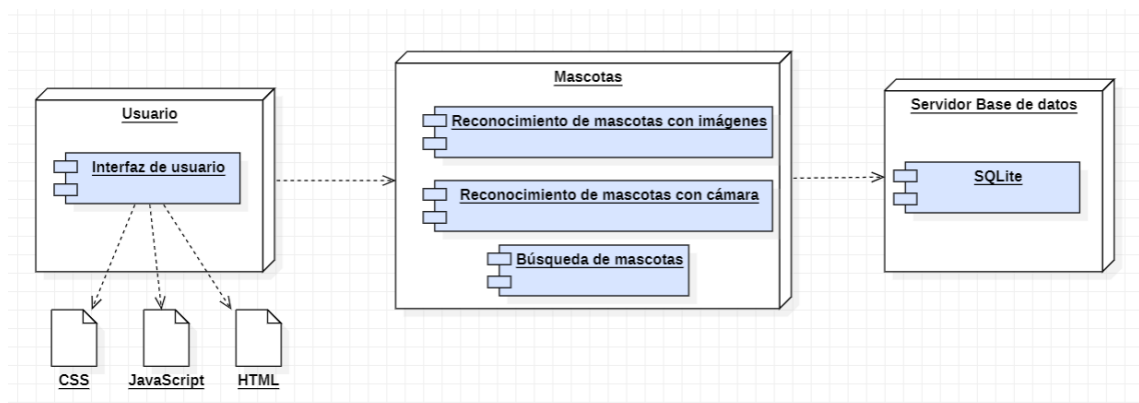 Usuario
Interfaz de usuario
CSS
JavaScript
HTML
Mascotas
Reconocimiento de mascotas con imágenes
Reconocimiento de mascotas con cámara
Búsqueda de mascotas
Servidor Base de datos
SQLite